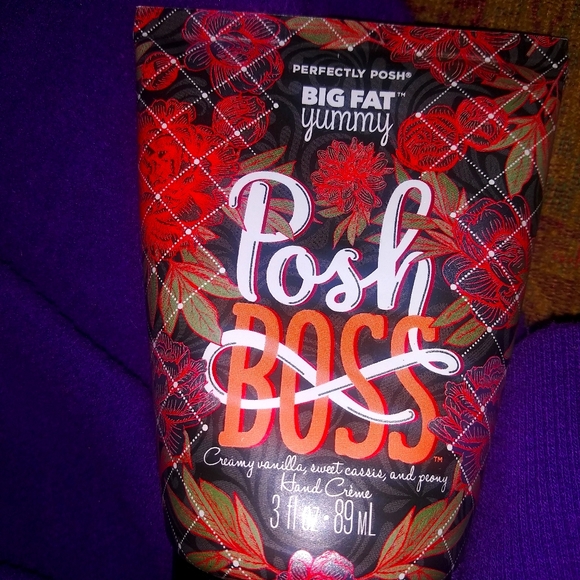 PERFECTLY POSH®
BIG FAT™
yummy
Posh
BOSS™
Creamy vanilla, sweet cassis, and peony
Hand Crème
3 fl oz • 89 mL